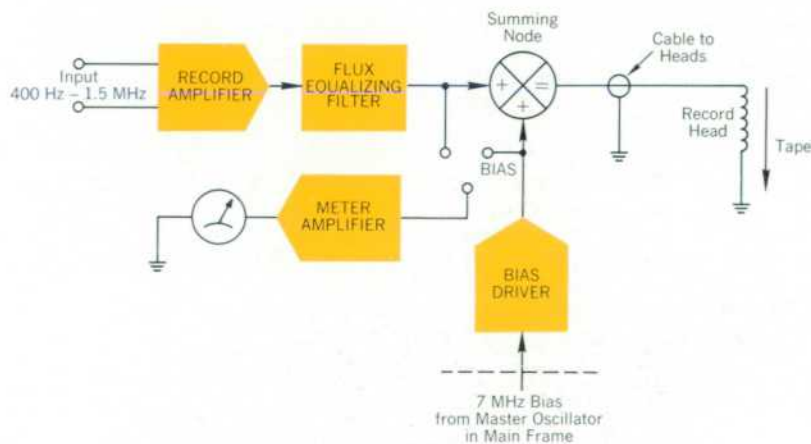 Summing
Node
Cable to
Heads
Input
400 Hz – 1.5 MHz
RECORD
AMPLIFIER
FLUX
EQUALIZING
FILTER
+ =
+
Record
Head
Tape
BIAS
METER
AMPLIFIER
BIAS
DRIVER
7 MHz Bias
from Master Oscillator
in Main Frame